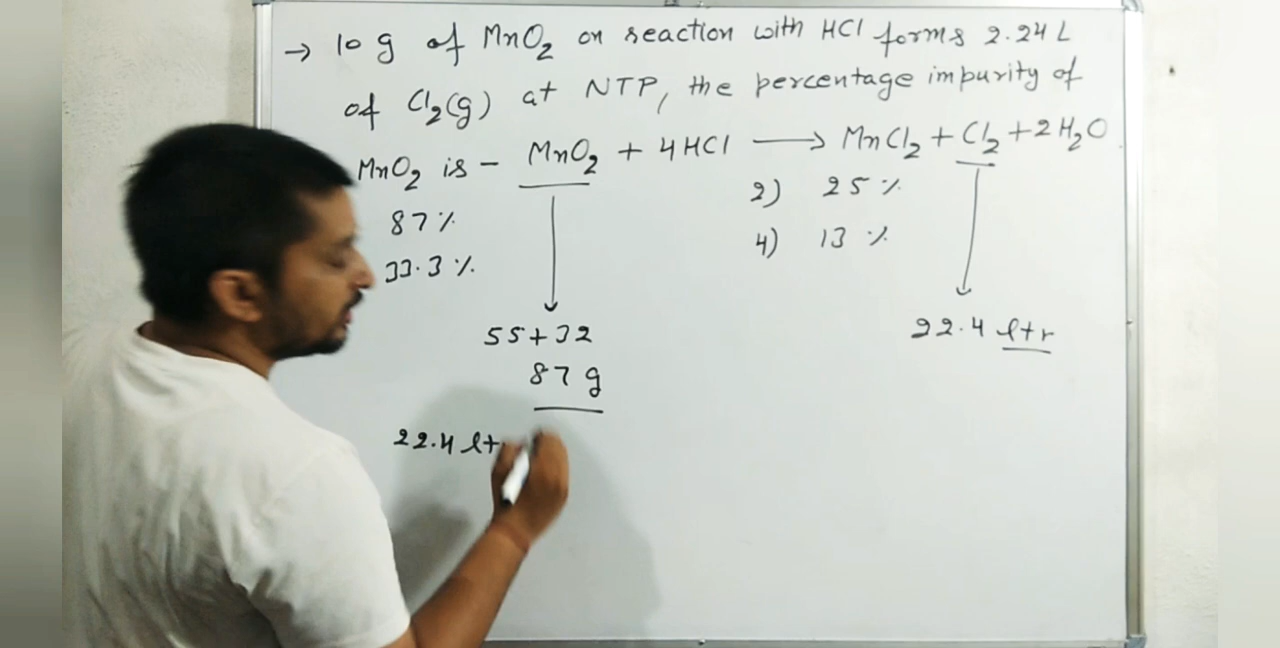 → 10 g of MnO₂ on reaction with HCl forms 2.24 L
of Cl₂(g) at NTP, the percentage impurity of
MnO₂ is - MnO₂ + 4HCl ⟶ MnCl₂ + Cl₂ + 2H₂O
87% 2) 25%
33.3% 4) 13%
55+32 22.4 ltr
87 g
22.4 lt